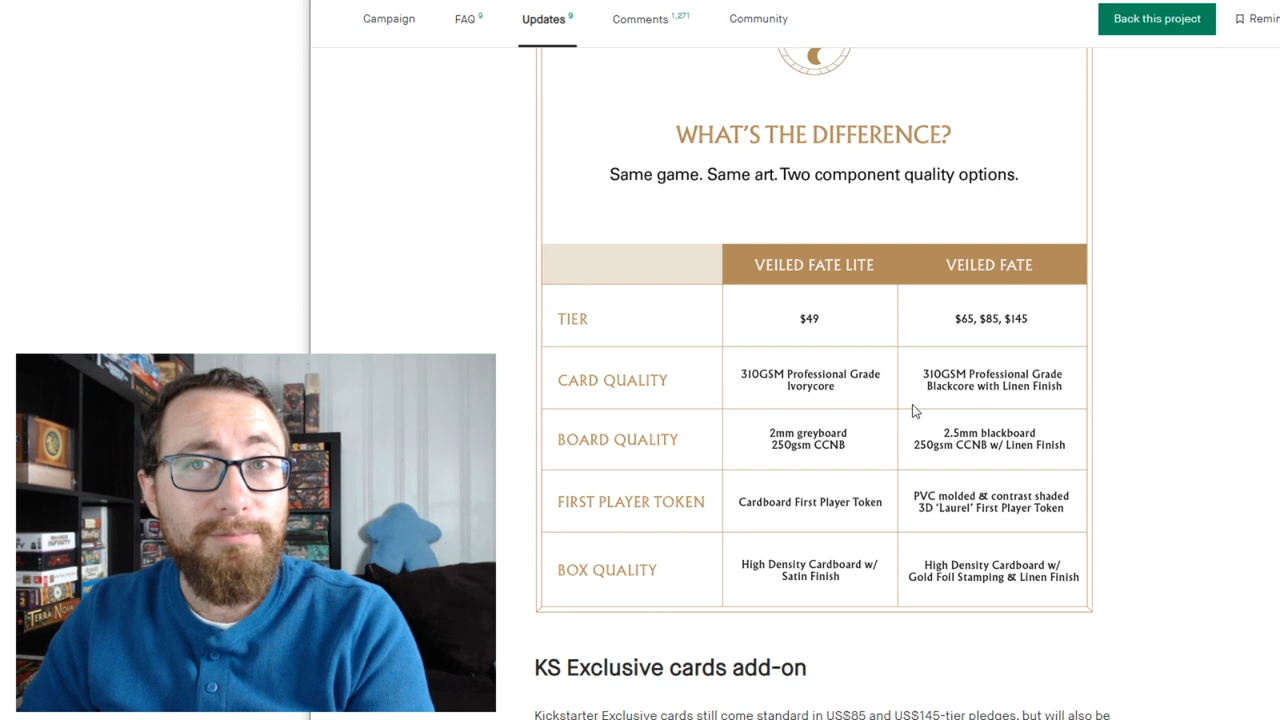 Campaign FAQ 9 Updates 9 Comments 1,271 Community Back this project
WHAT'S THE DIFFERENCE?
Same game. Same art. Two component quality options.
VEILED FATE LITE VEILED FATE
TIER $49 $65, $85, $145
CARD QUALITY
310GSM Professional Grade
Ivorycore
310GSM Professional Grade
Blackcore with Linen Finish
BOARD QUALITY
2mm greyboard
250gsm CCNB
2.5mm blackboard
250gsm CCNB w/ Linen Finish
FIRST PLAYER TOKEN
Cardboard First Player Token
PVC molded & contrast shaded
3D 'Laurel' First Player Token
BOX QUALITY
High Density Cardboard w/
Satin Finish
High Density Cardboard w/
Gold Foil Stamping & Linen Finish
KS Exclusive cards add-on
Kickstarter Exclusive cards still come standard in US$85 and US$145-tier pledges, but will also be
TERRA NOVA